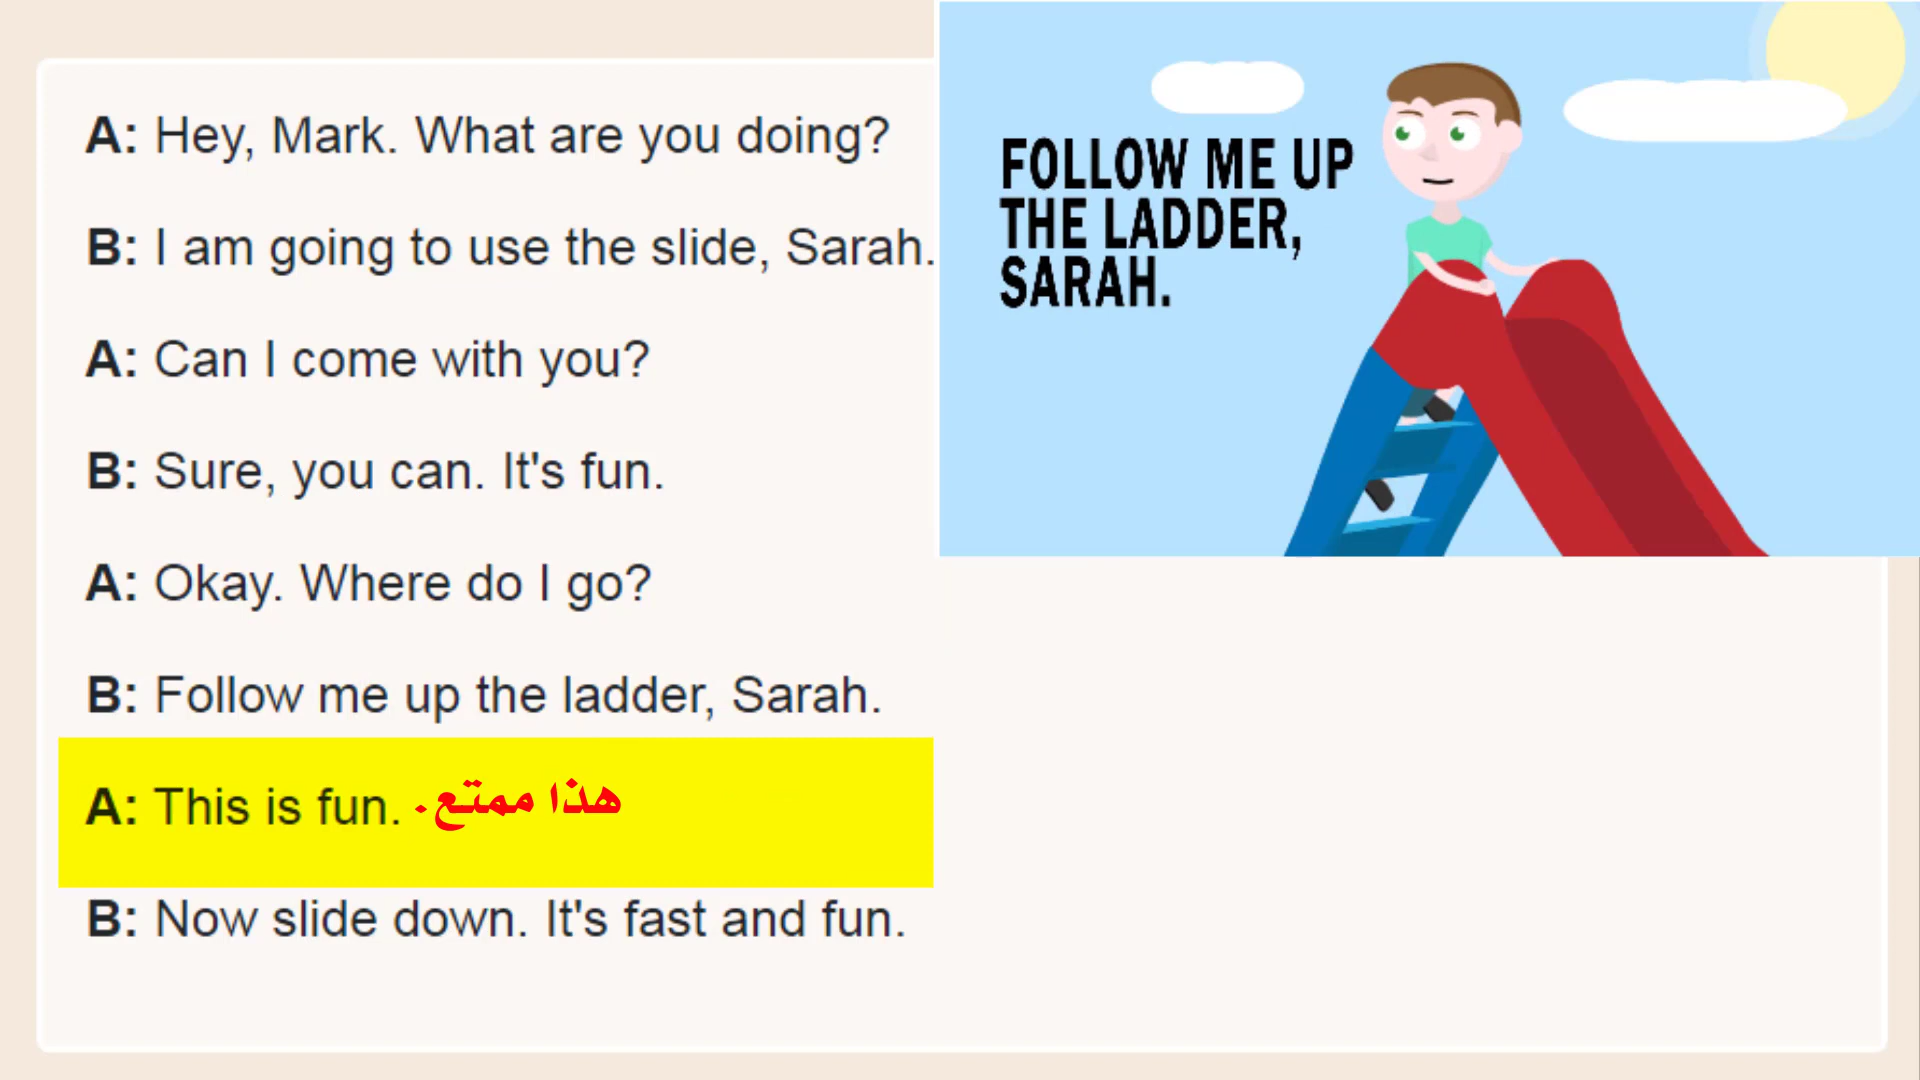 A: Hey, Mark. What are you doing?
B: I am going to use the slide, Sarah.
A: Can I come with you?
B: Sure, you can. It's fun.
A: Okay. Where do I go?
B: Follow me up the ladder, Sarah.
A: This is fun. هذا ممتع.
B: Now slide down. It's fast and fun.
FOLLOW ME UP
THE LADDER,
SARAH.